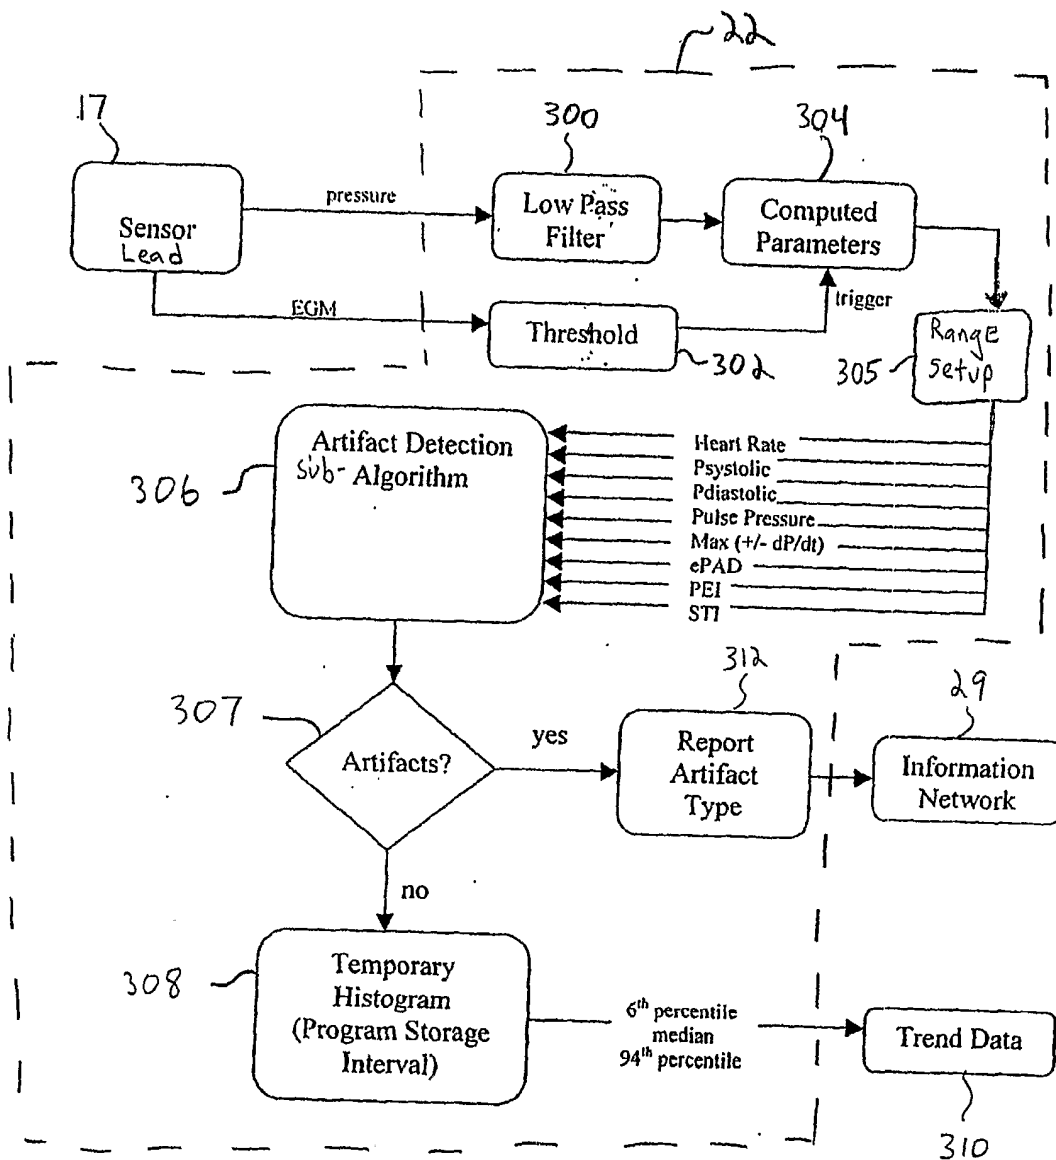 22
17
300
304
Sensor
Lead
pressure
Low Pass
Filter
Computed
Parameters
EGM
Threshold
302
trigger
305
Range
Setup
306
Artifact Detection
Sub-Algorithm
Heart Rate
Psystolic
Pdiastolic
Pulse Pressure
Max (+/- dP/dt)
ePAD
PEI
STI
307
Artifacts?
yes
312
Report
Artifact
Type
29
Information
Network
no
308
Temporary
Histogram
(Program Storage
Interval)
6th percentile
median
94th percentile
Trend Data
310